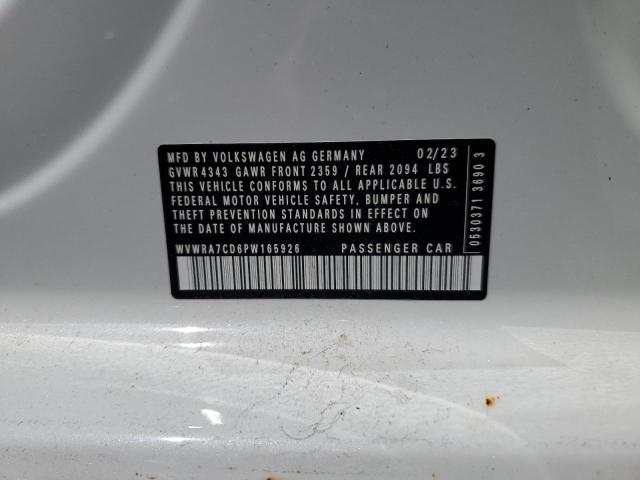 MFD BY VOLKSWAGEN AG GERMANY 02/23
GVWR 4343 GAWR FRONT 2359 / REAR 2094 LBS
THIS VEHICLE CONFORMS TO ALL APPLICABLE U.S.
FEDERAL MOTOR VEHICLE SAFETY, BUMPER AND
THEFT PREVENTION STANDARDS IN EFFECT ON
THE DATE OF MANUFACTURE SHOWN ABOVE.
WVWRA7CD6PW165926 PASSENGER CAR
0530371 3690 3